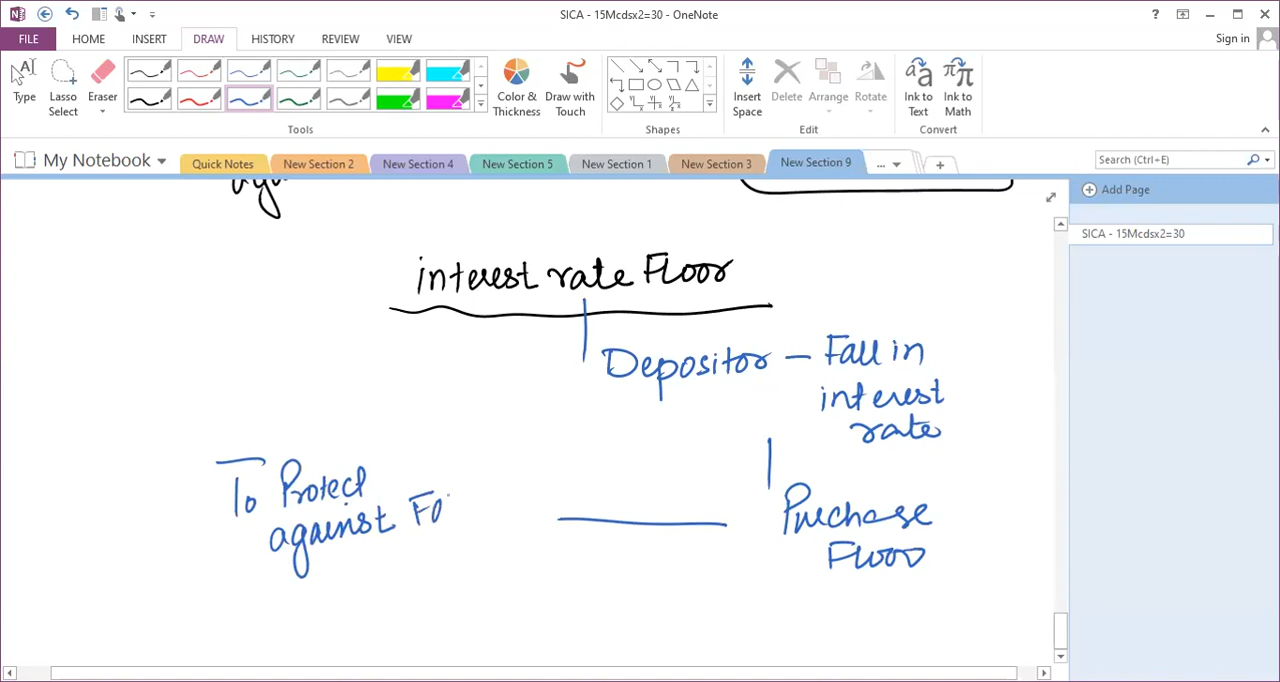 SICA - 15Mcdsx2=30 - OneNote
FILE HOME INSERT DRAW HISTORY REVIEW VIEW
Sign in
Type
Lasso Select
Eraser
Color & Thickness
Draw with Touch
Insert Space
Delete
Arrange
Rotate
Ink to Text
Ink to Math
Tools
Shapes
Edit
Convert
My Notebook
Quick Notes
New Section 2
New Section 4
New Section 5
New Section 1
New Section 3
New Section 9
...
Search (Ctrl+E)
Add Page
SICA - 15Mcdsx2=30
interest rate Floor
Depositor - Fall in
interest
rate
To Protect
against
Purchase
Floor